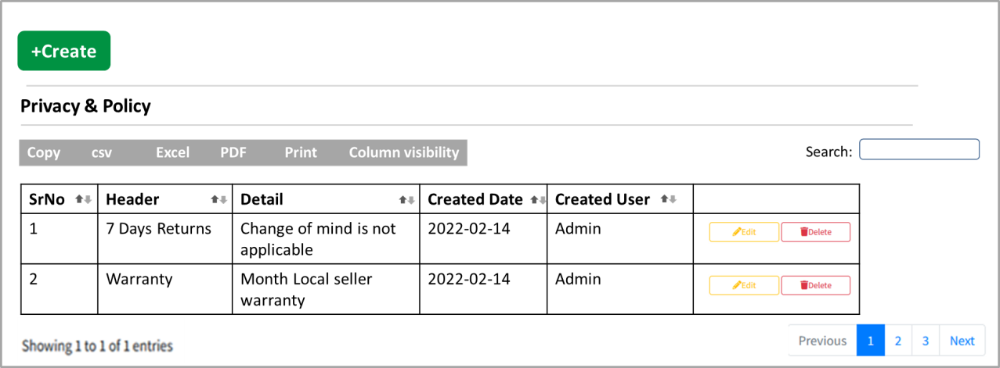 +Create
Privacy & Policy
Copy csv Excel PDF Print Column visibility
Search:
SrNo Header Detail Created Date Created User
1 7 Days Returns Change of mind is not 2022-02-14 Admin Edit Delete
applicable
2 Warranty Month Local seller 2022-02-14 Admin Edit Delete
warranty
Showing 1 to 1 of 1 entries
Previous 1 2 3 Next